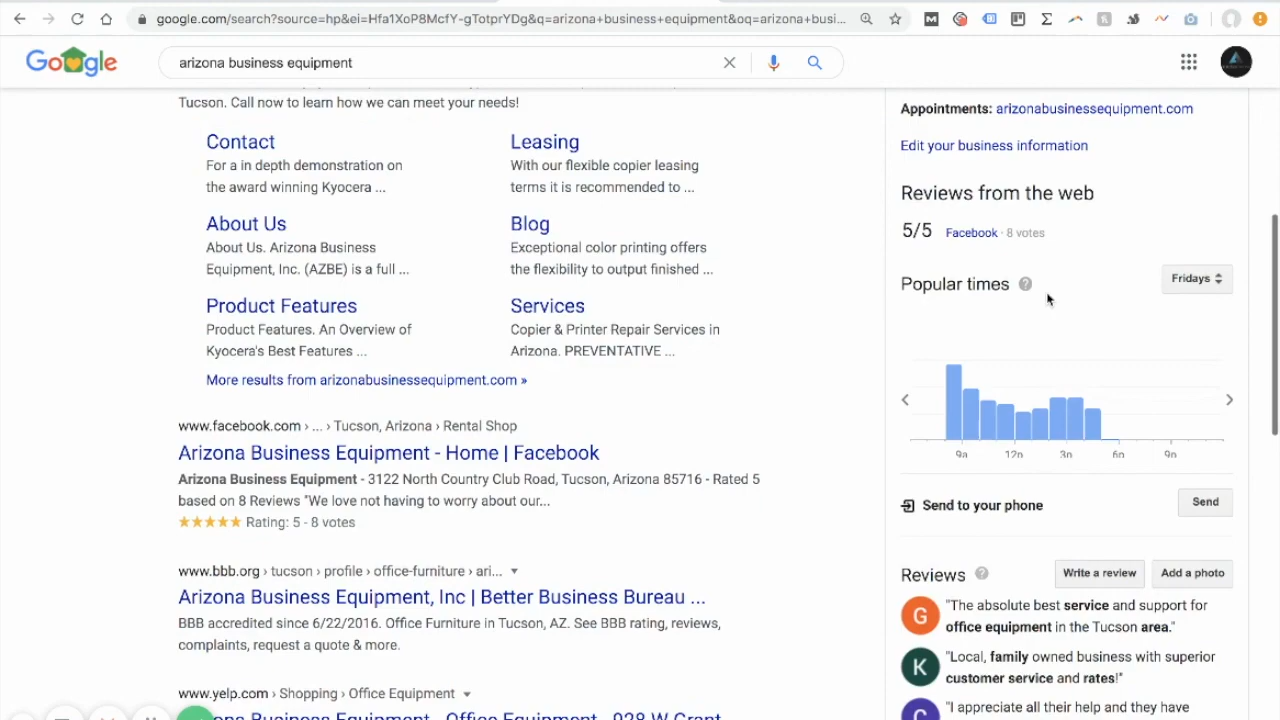 google.com/search?source=hp&ei=Hfa1XoP8McfY-gTotprYDg&q=arizona+business+equipment&oq=arizona+busi...
Google
arizona business equipment
Tucson. Call now to learn how we can meet your needs!
Contact
For a in depth demonstration on
the award winning Kyocera ...
Leasing
With our flexible copier leasing
terms it is recommended to ...
About Us
About Us. Arizona Business
Equipment, Inc. (AZBE) is a full ...
Blog
Exceptional color printing offers
the flexibility to output finished ...
Product Features
Product Features. An Overview of
Kyocera's Best Features ...
Services
Copier & Printer Repair Services in
Arizona. PREVENTATIVE ...
More results from arizonabusinessequipment.com »
www.facebook.com › ... › Tucson, Arizona › Rental Shop
Arizona Business Equipment - Home | Facebook
Arizona Business Equipment - 3122 North Country Club Road, Tucson, Arizona 85716 - Rated 5
based on 8 Reviews "We love not having to worry about our...
★★★★★ Rating: 5 - 8 votes
www.bbb.org › tucson › profile › office-furniture › ari...
Arizona Business Equipment, Inc | Better Business Bureau ...
BBB accredited since 6/22/2016. Office Furniture in Tucson, AZ. See BBB rating, reviews,
complaints, request a quote & more.
www.yelp.com › Shopping › Office Equipment
Business Equipment - Office Equipment - 928 W Grant
Appointments: arizonabusinessequipment.com
Edit your business information
Reviews from the web
5/5 Facebook · 8 votes
Popular times
Fridays
9a 12p 3p 6p 9p
Send to your phone
Send
Reviews
Write a review
Add a photo
G
"The absolute best service and support for
office equipment in the Tucson area."
K
"Local, family owned business with superior
customer service and rates!"
"I appreciate all their help and they have